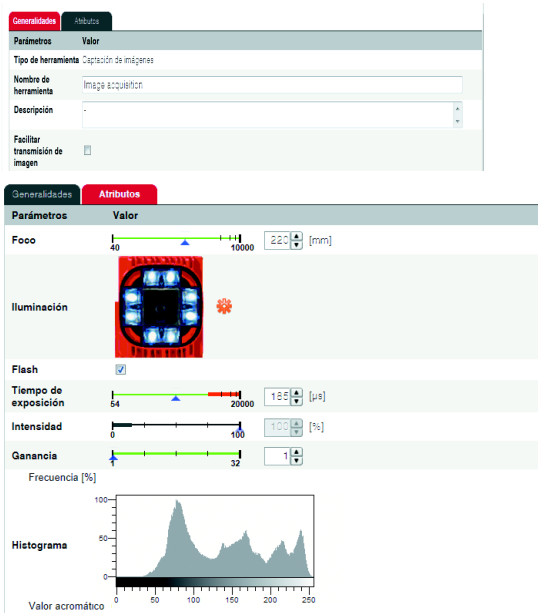 Generalidades Atributos
Parámetros Valor
Tipo de herramienta Captación de imágenes
Nombre de herramienta Image acquisition
Descripción -
Facilitar transmisión de imagen
Generalidades Atributos
Parámetros Valor
Foco 40 10000 220 [mm]
Iluminación
Flash
Tiempo de exposición 54 20000 185 [µs]
Intensidad 0 100 100 [%]
Ganancia 1 32 1
Frecuencia [%]
100
50
Histograma
0
Valor acromático 0 50 100 150 200 250